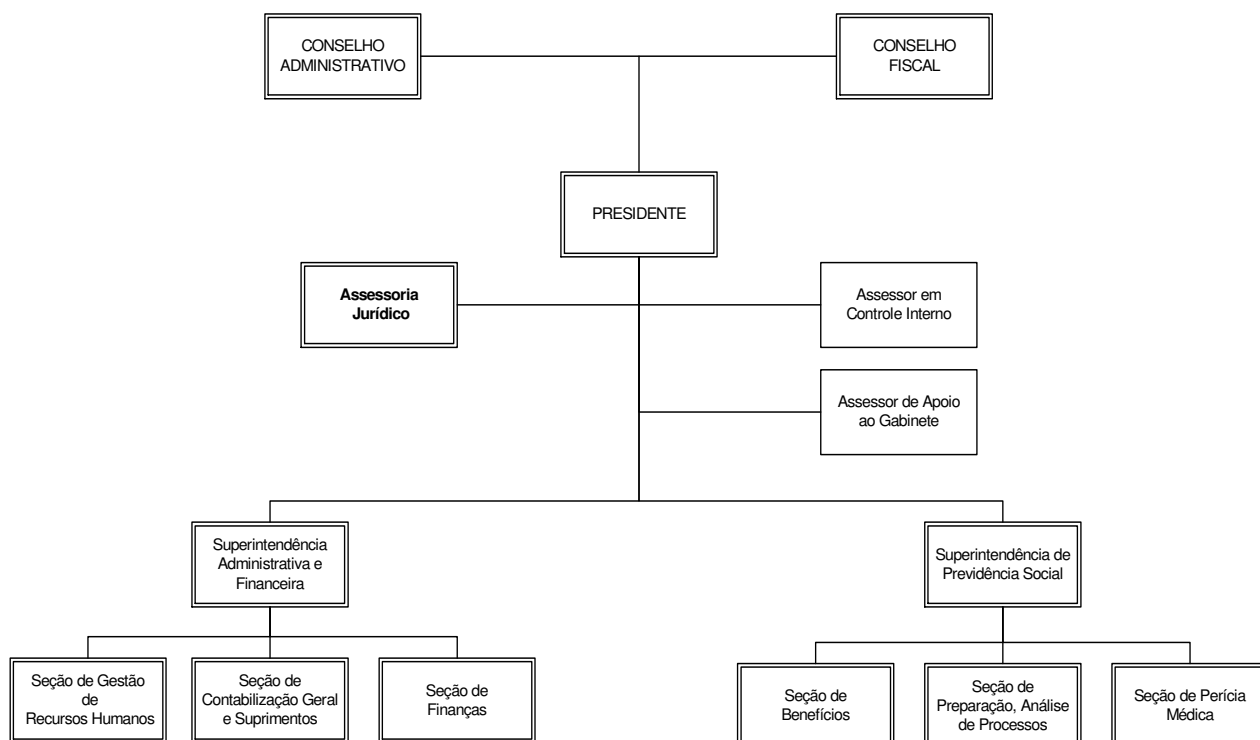 CONSELHO
ADMINISTRATIVO
CONSELHO
FISCAL
PRESIDENTE
Assessoria
Jurídico
Assessor em
Controle Interno
Assessor de Apoio
ao Gabinete
Superintendência
Administrativa e
Financeira
Superintendência de
Previdência Social
Seção de Gestão
de
Recursos Humanos
Seção de
Contabilização Geral
e Suprimentos
Seção de
Finanças
Seção de
Benefícios
Seção de
Preparação, Análise
de Processos
Seção de Perícia
Médica